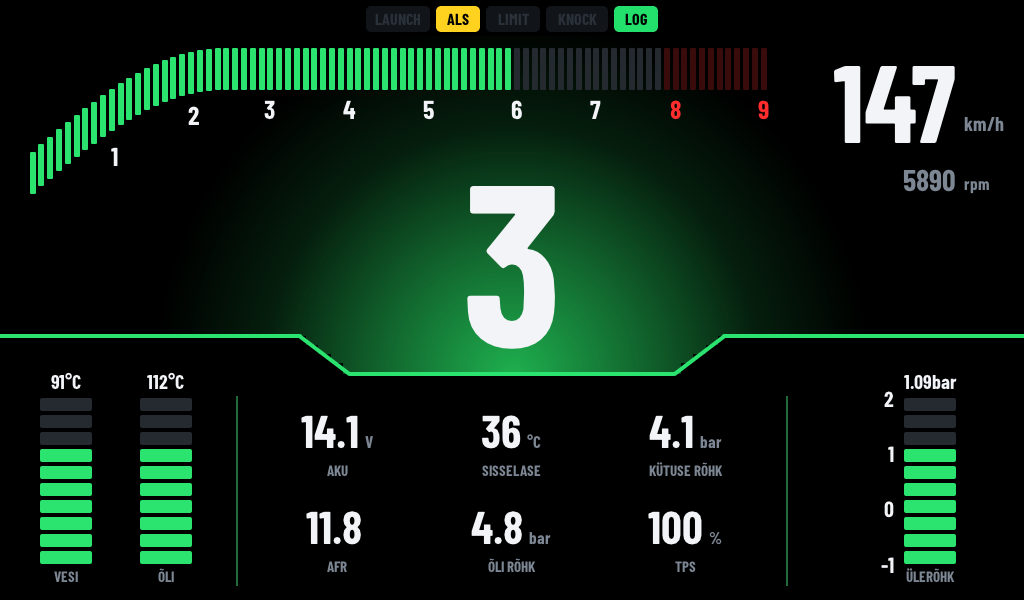 LAUNCH ALS LIMIT KNOCK LOG
1 2 3 4 5 6 7 8 9
147 km/h
5890 rpm
3
91°C 112°C
14.1 V
AKU
36 °C
SISSELASE
4.1 bar
KÜTUSE RÕHK
11.8
AFR
4.8 bar
ÕLI RÕHK
100 %
TPS
VESI ÕLI
1.09bar
2
1
0
-1
ÜLERÕHK